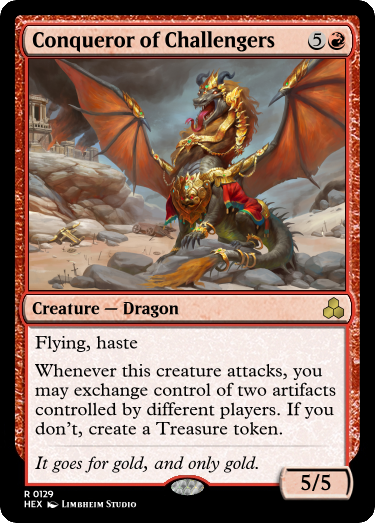 Conqueror of Challengers 5
Creature — Dragon
Flying, haste
Whenever this creature attacks, you
may exchange control of two artifacts
controlled by different players. If you
don't, create a Treasure token.
It goes for gold, and only gold.
5/5
R 0129
HEX Limbheim Studio